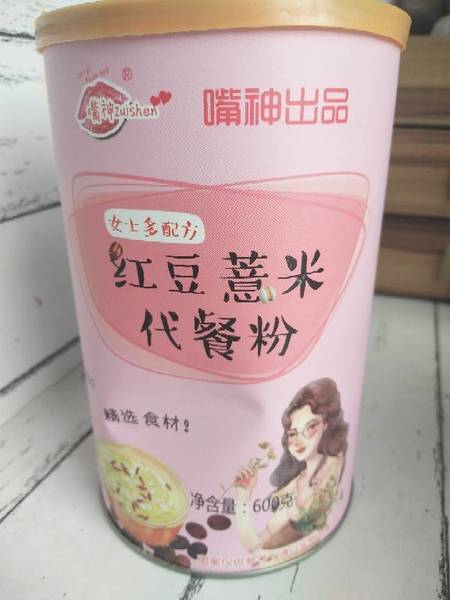 嘴神zuishen®
嘴神出品
女士多配方
红豆薏米
代餐粉
精选食材!
净含量:600克